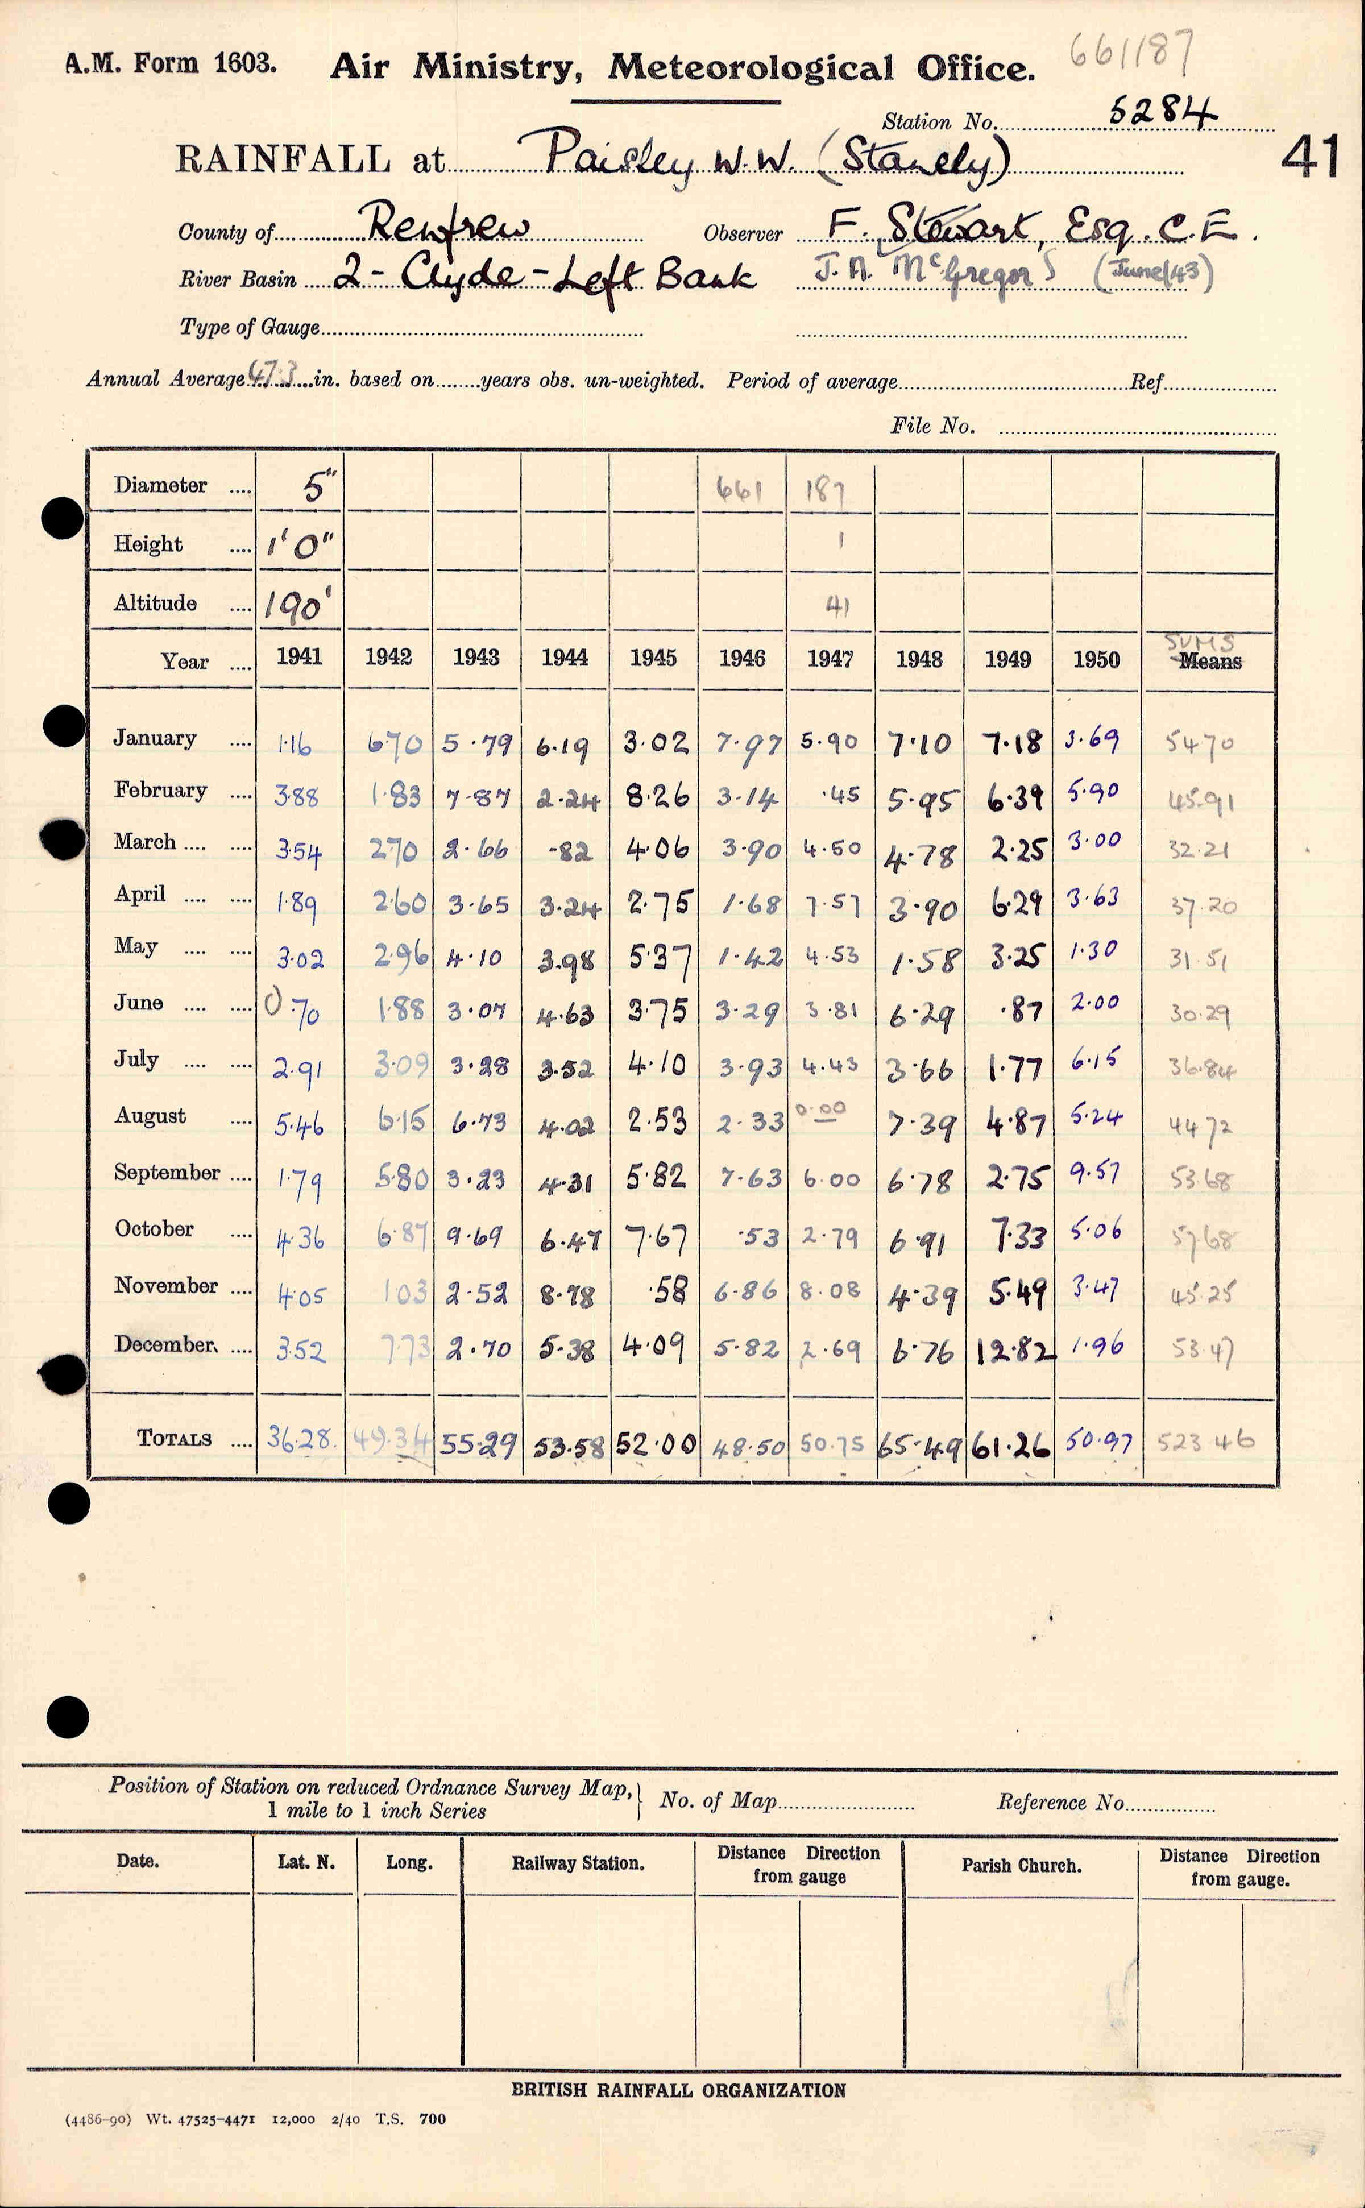 A.M. Form 1603. Air Ministry, Meteorological Office. 661187
Station No. 5284
RAINFALL at Paisley W.W. (Stanely) 41
County of Renfrew Observer F. Stewart, Esq. C.E.
River Basin 2 - Clyde - Left Bank J. A. McGregor (June/43)
Type of Gauge
Annual Average 47.3 in. based on years obs. un-weighted. Period of average Ref.
File No.
Diameter .... 5" 661 187
Height .... 1'0" 1
Altitude .... 190' 41
SUMS
Year .... 1941 1942 1943 1944 1945 1946 1947 1948 1949 1950 Means
January .... 1.16 6.70 5.79 6.19 3.02 7.97 5.90 7.10 7.18 3.69 54.70
February .... 3.88 1.83 7.87 2.24 8.26 3.14 .45 5.95 6.39 5.90 45.91
March .... .... 3.54 2.70 2.66 .82 4.06 3.90 4.50 4.78 2.25 3.00 32.21
April .... .... 1.89 2.60 3.65 3.24 2.75 1.68 7.57 3.90 6.29 3.63 37.20
May .... .... 3.02 2.96 4.10 3.98 5.37 1.42 4.53 1.58 3.25 1.30 31.51
June .... .... 0.70 1.88 3.07 4.63 3.75 3.29 3.81 6.29 .87 2.00 30.29
July .... .... 2.91 3.09 3.28 3.52 4.10 3.93 4.43 3.66 1.77 6.15 36.84
August .... 5.46 6.15 6.73 4.02 2.53 2.33 0.00 7.39 4.87 5.24 44.72
September .... 1.79 5.80 3.23 4.31 5.82 7.63 6.00 6.78 2.75 9.57 53.68
October .... 4.36 6.87 9.69 6.47 7.67 .53 2.79 6.91 7.33 5.06 57.68
November .... 4.05 1.03 2.52 8.78 .58 6.86 8.08 4.39 5.49 3.47 45.25
December. .... 3.52 7.73 2.70 5.38 4.09 5.82 2.69 6.76 12.82 1.96 53.47
TOTALS .... 36.28 49.34 55.29 53.58 52.00 48.50 50.75 65.49 61.26 50.97 523.46
Position of Station on reduced Ordnance Survey Map,
1 mile to 1 inch Series } No. of Map Reference No.
Date. Lat. N. Long. Railway Station. Distance Direction from gauge Parish Church. Distance Direction from gauge.
BRITISH RAINFALL ORGANIZATION
(4486-90) Wt. 47525-4471 12,000 2/40 T.S. 700